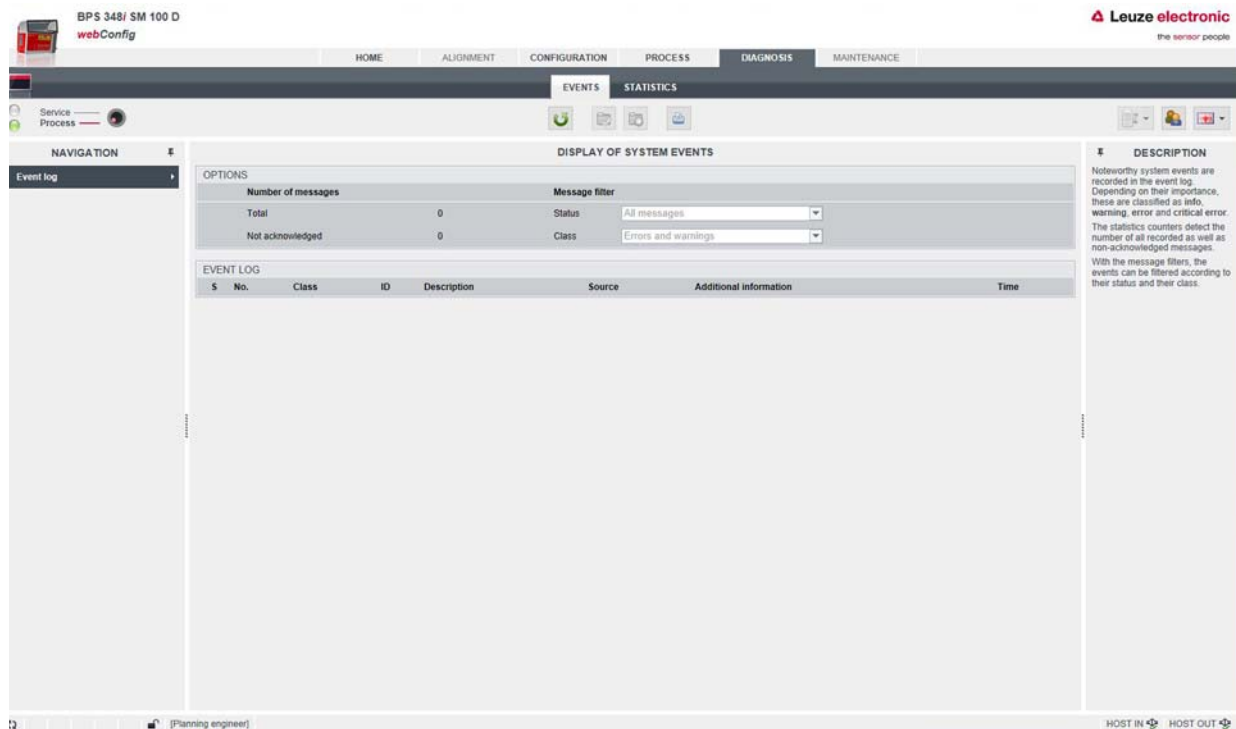 BPS 348i SM 100 D
webConfig
Leuze electronic
the sensor people
HOME ALIGNMENT CONFIGURATION PROCESS DIAGNOSIS MAINTENANCE
EVENTS STATISTICS
Service
Process
NAVIGATION
Event log
DISPLAY OF SYSTEM EVENTS
OPTIONS
Number of messages Message filter
Total 0 Status All messages
Not acknowledged 0 Class Errors and warnings
EVENT LOG
S No. Class ID Description Source Additional information Time
DESCRIPTION
Noteworthy system events are
recorded in the event log.
Depending on their importance,
these are classified as info,
warning, error and critical error.
The statistics counters detect the
number of all recorded as well as
non-acknowledged messages.
With the message filters, the
events can be filtered according to
their status and their class.
[Planning engineer]
HOST IN HOST OUT